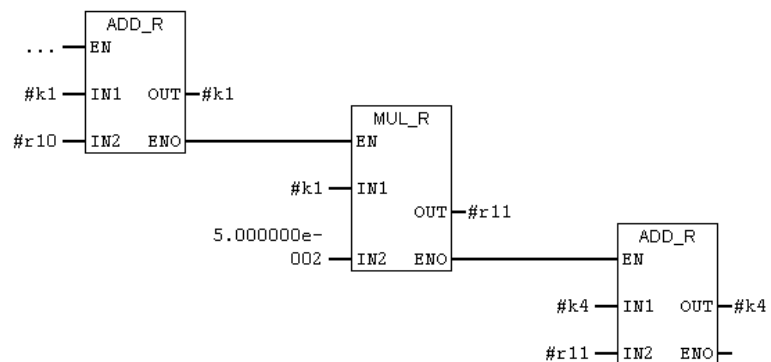 ADD_R
... EN
#k1 IN1 OUT #k1
#r10 IN2 ENO
MUL_R
EN
#k1 IN1
OUT #r11
5.000000e-
002 IN2 ENO
ADD_R
EN
#k4 IN1 OUT #k4
#r11 IN2 ENO